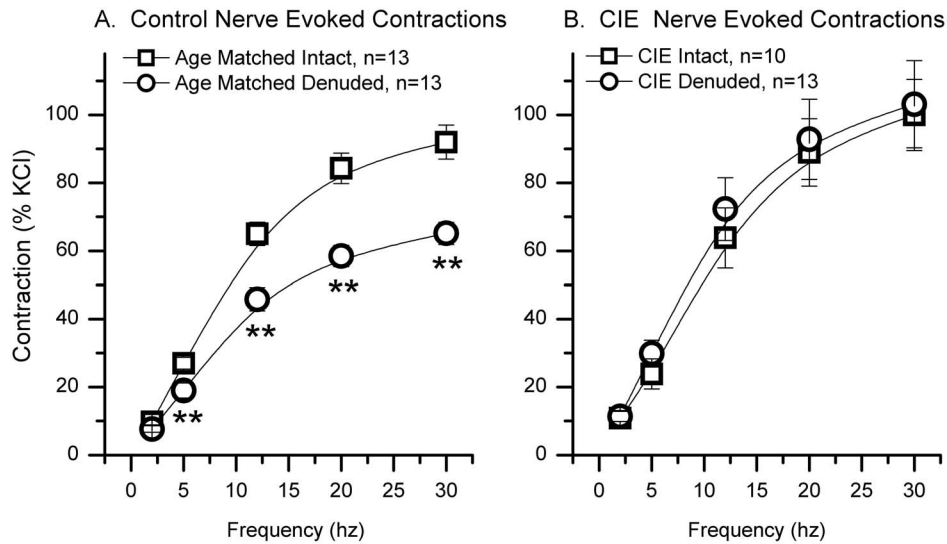 A. Control Nerve Evoked Contractions
Age Matched Intact, n=13
Age Matched Denuded, n=13
Contraction (% KCl)
100
80
60
40
20
0
**
**
**
**
0 5 10 15 20 25 30
Frequency (hz)
B. CIE Nerve Evoked Contractions
CIE Intact, n=10
CIE Denuded, n=13
100
80
60
40
20
0
0 5 10 15 20 25 30
Frequency (hz)